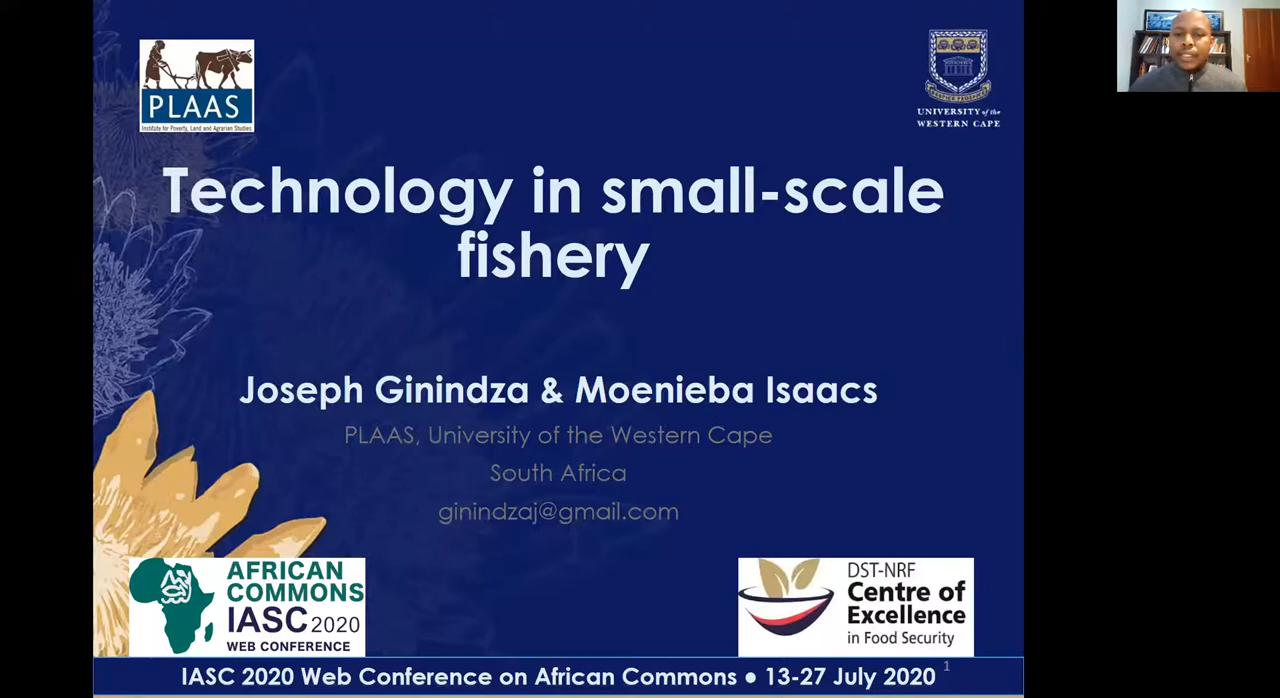 PLAAS
Institute for Poverty, Land and Agrarian Studies
UNIVERSITY of the
WESTERN CAPE
Technology in small-scale
fishery
Joseph Ginindza & Moenieba Isaacs
PLAAS, University of the Western Cape
South Africa
ginindzaj@gmail.com
AFRICAN
COMMONS
IASC 2020
WEB CONFERENCE
DST-NRF
Centre of
Excellence
in Food Security
IASC 2020 Web Conference on African Commons ● 13-27 July 2020
1